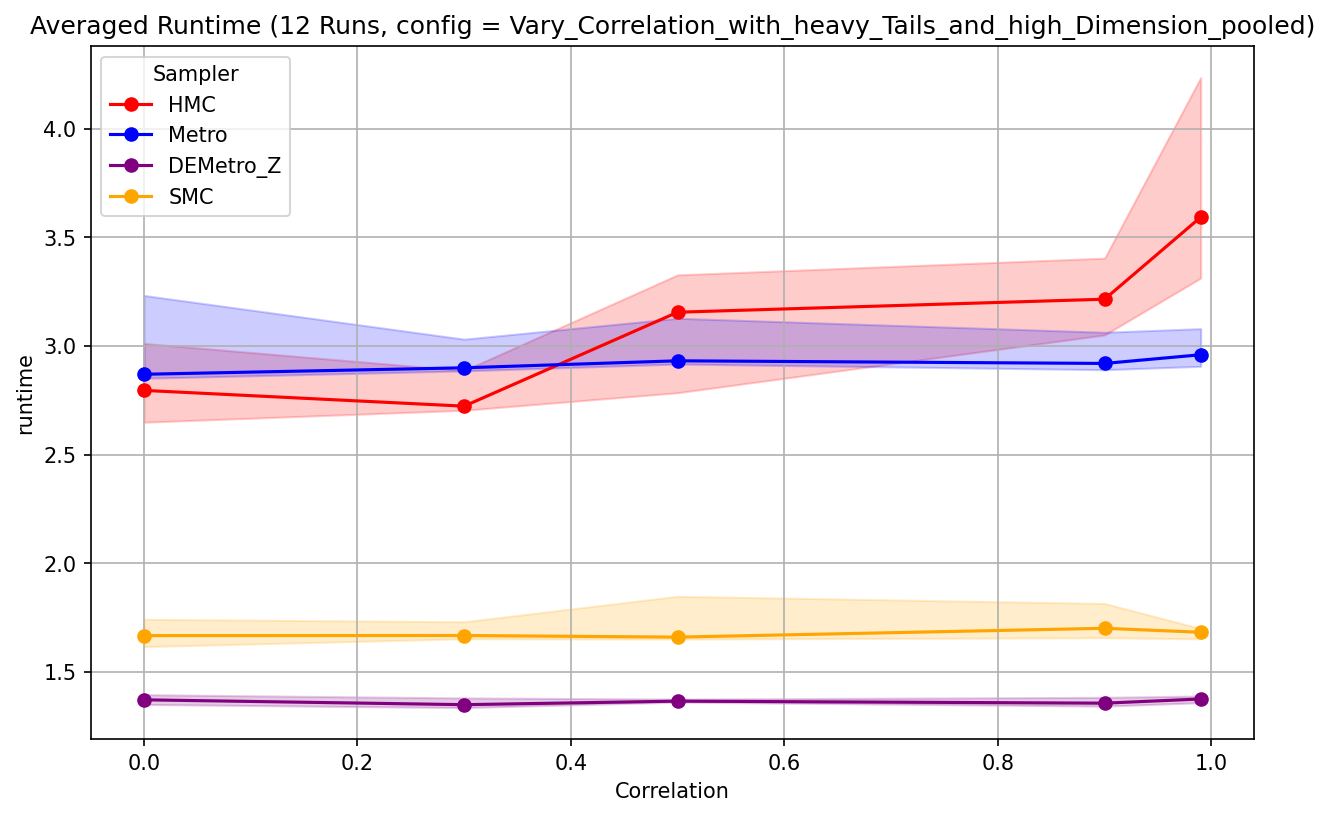 Averaged Runtime (12 Runs, config = Vary_Correlation_with_heavy_Tails_and_high_Dimension_pooled)
Sampler
HMC
Metro
DEMetro_Z
SMC
4.0
3.5
3.0
2.5
2.0
1.5
runtime
0.0 0.2 0.4 0.6 0.8 1.0
Correlation